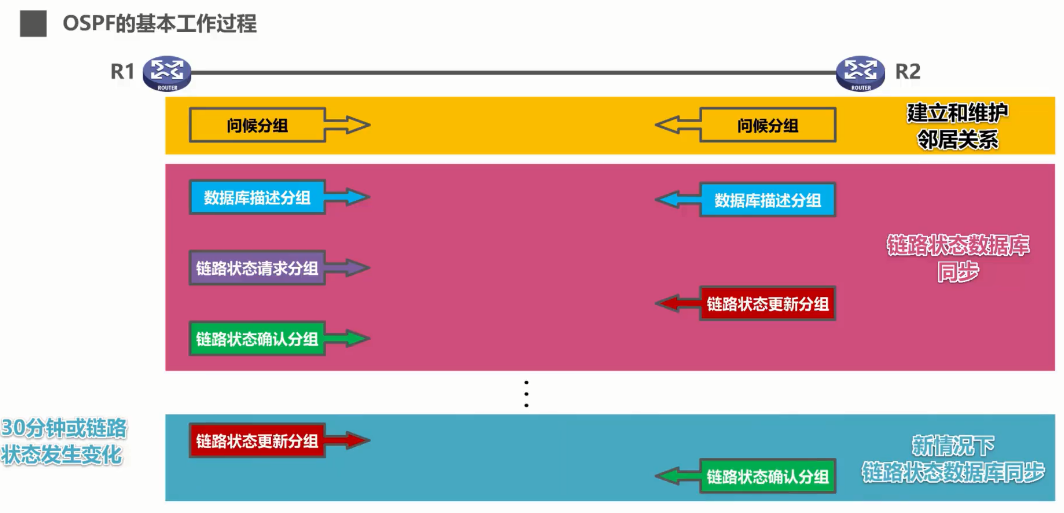 OSPF的基本工作过程
R1
ROUTER
ROUTER
R2
问候分组
问候分组
建立和维护
邻居关系
数据库描述分组
数据库描述分组
链路状态请求分组
链路状态数据库
同步
链路状态更新分组
链路状态确认分组
30分钟或链路
状态发生变化
链路状态更新分组
新情况下
链路状态数据库同步
链路状态确认分组